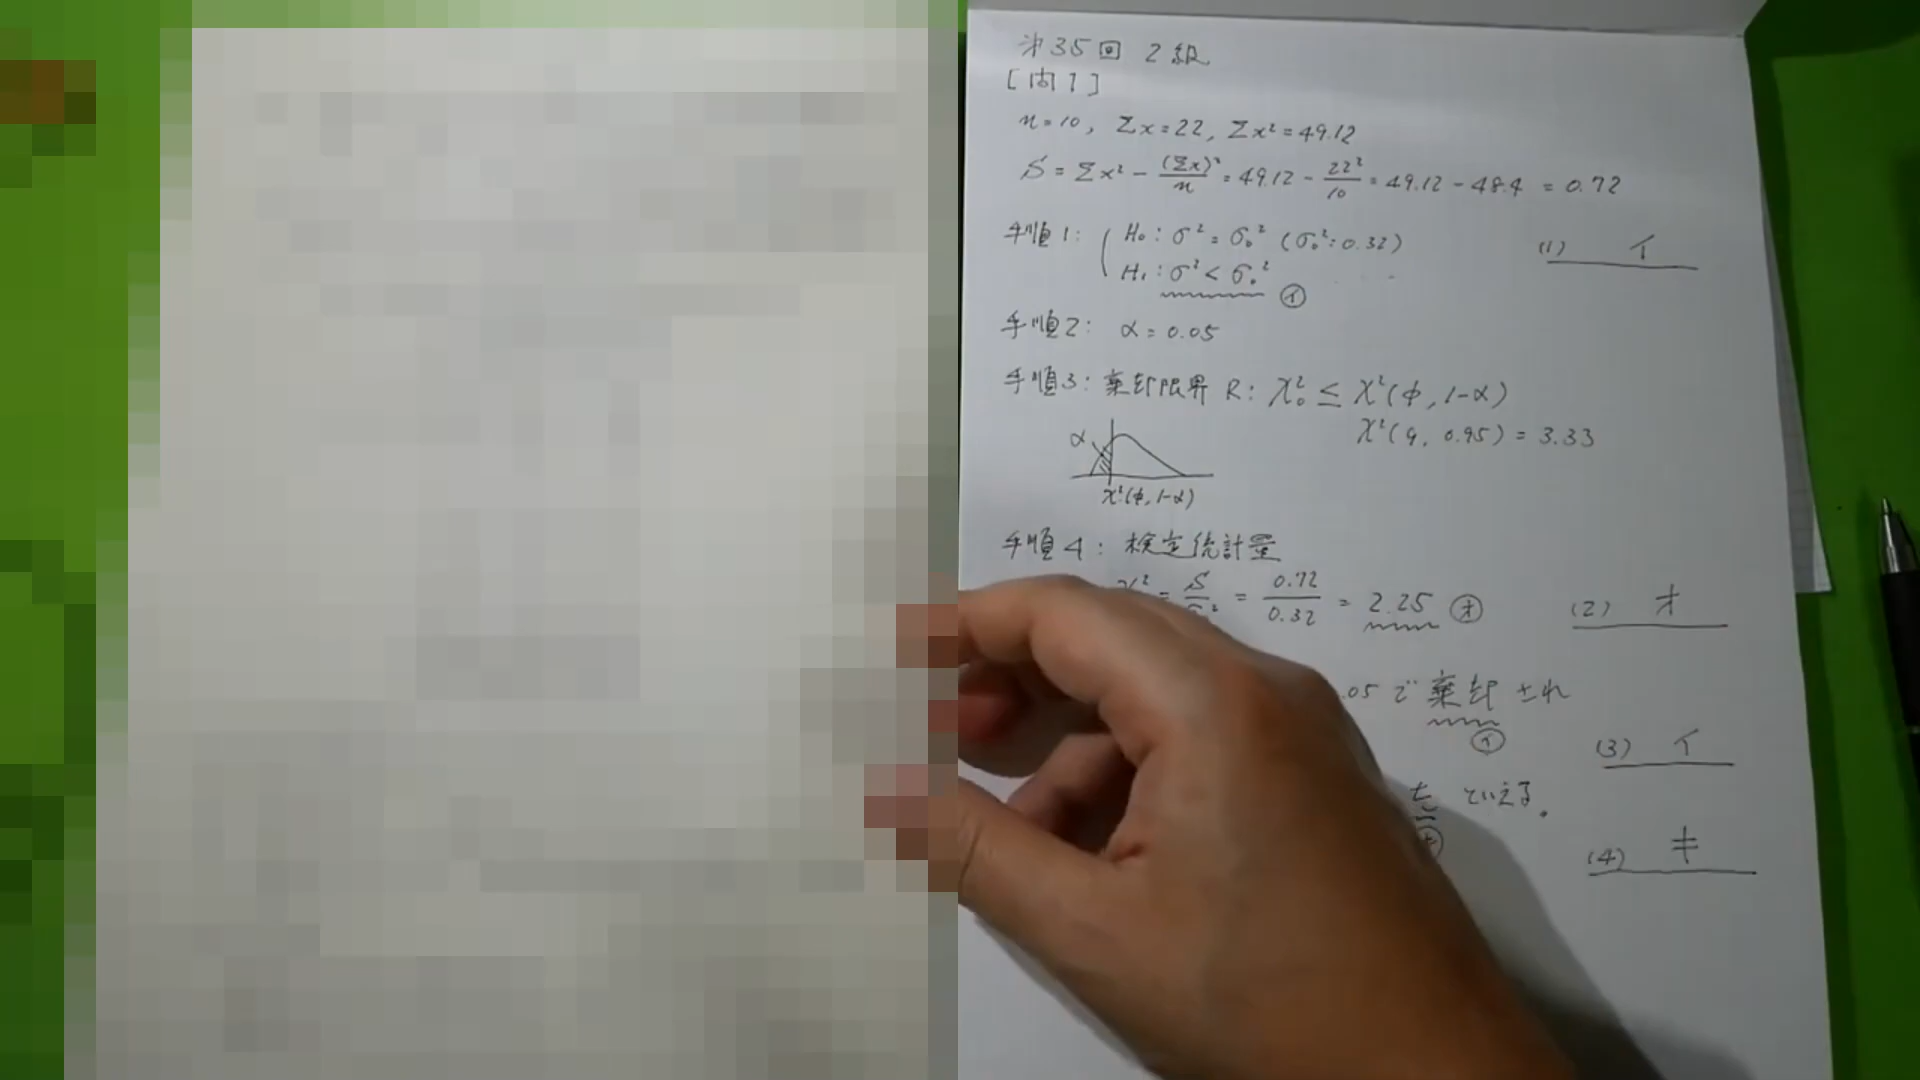 第35回 2級
[問1]
n=10, Σx=22, Σx²=49.12
S = Σx² - (Σx)²/n = 49.12 - 22²/10 = 49.12 - 48.4 = 0.72
手順1: H₀: σ² = σ₀² (σ₀²: 0.32) (1) イ
H₁: σ² < σ₀² イ
手順2: α = 0.05
手順3: 棄却限界 R: χ₀² ≤ χ²(φ, 1-α)
χ²(9, 0.95) = 3.33
α
χ²(φ, 1-α)
手順4: 検定統計量
= S = 0.72/0.32 = 2.25 オ (2) オ
.05 で 棄却 され
イ
(3) イ
といえる。
(4) キ